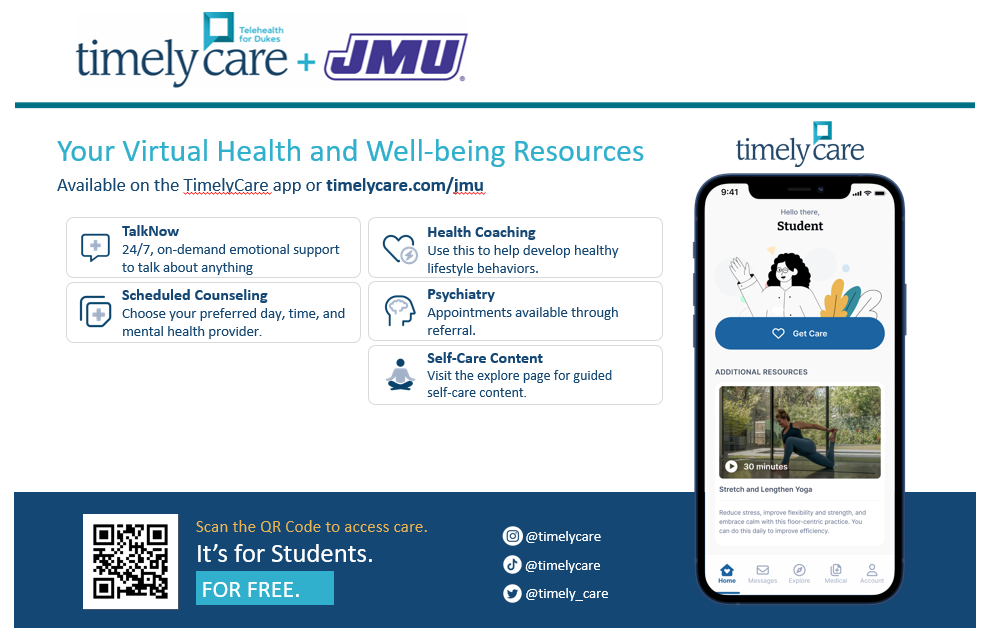 Telehealth
for Dukes
timely care + JMU
Your Virtual Health and Well-being Resources
Available on the TimelyCare app or timelycare.com/jmu
TalkNow
24/7, on-demand emotional support
to talk about anything
Scheduled Counseling
Choose your preferred day, time, and
mental health provider.
Health Coaching
Use this to help develop healthy
lifestyle behaviors.
Psychiatry
Appointments available through
referral.
Self-Care Content
Visit the explore page for guided
self-care content.
timely care
9:41
Hello there,
Student
Get Care
ADDITIONAL RESOURCES
30 minutes
Stretch and Lengthen Yoga
Reduce stress, improve flexibility and strength, and
embrace calm with this floor-centric practice. You
can do this daily to improve efficiency.
Home Messages Explore Medical Account
Scan the QR Code to access care.
It's for Students.
FOR FREE.
@timelycare
@timelycare
@timely_care